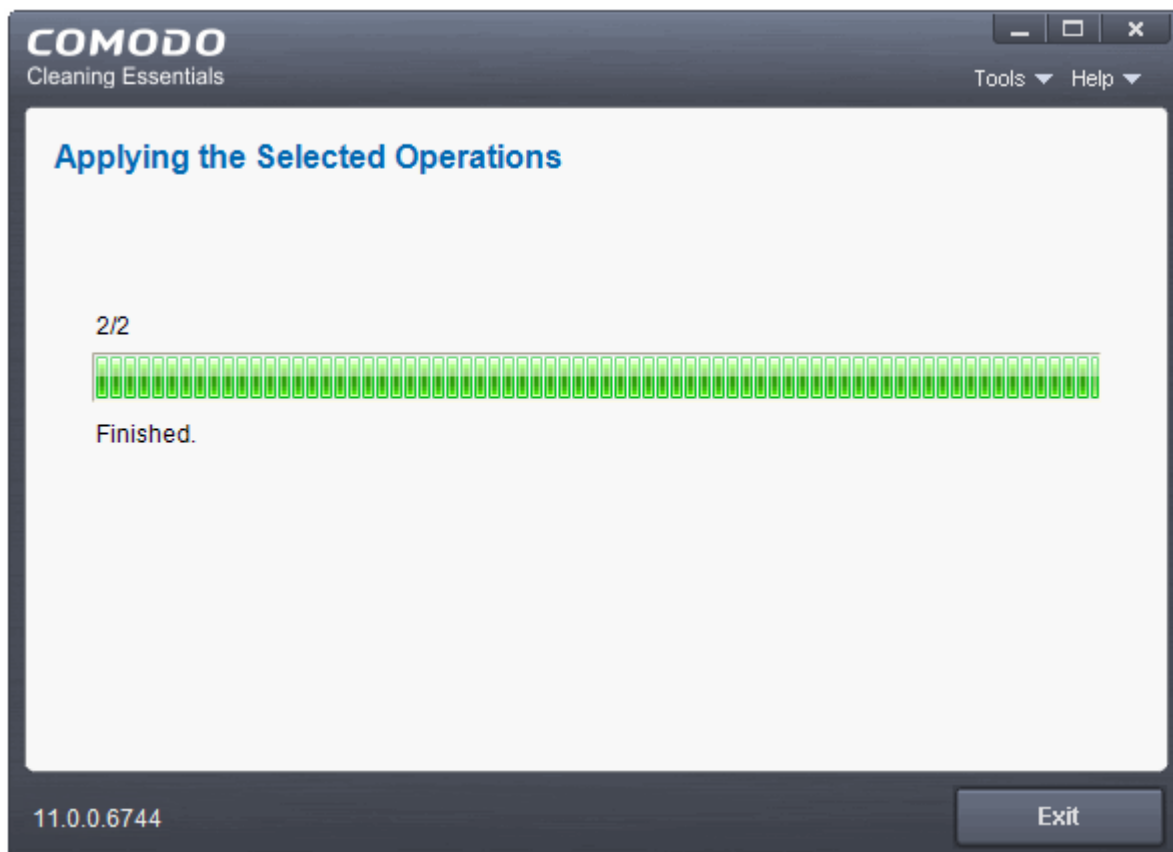 COMODO
Cleaning Essentials
Tools Help
Applying the Selected Operations
2/2
Finished.
11.0.0.6744
Exit